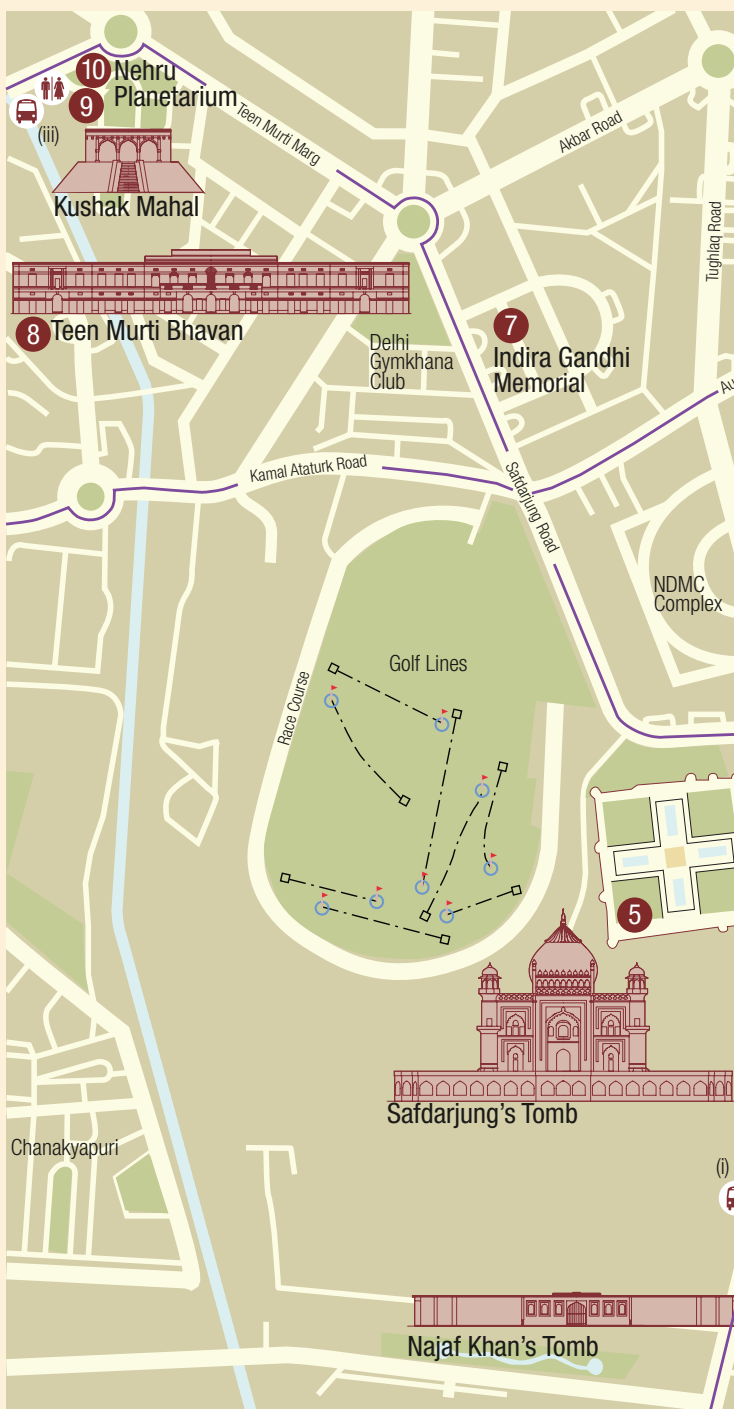 10 Nehru
Planetarium
9
(iii)
Teen Murti Marg
Akbar Road
Kushak Mahal
Tughlaq Road
8 Teen Murti Bhavan
7
Indira Gandhi
Memorial
Delhi
Gymkhana
Club
Au
Kamal Ataturk Road
Safdarjung Road
NDMC
Complex
Golf Lines
Race Course
5
Safdarjung’s Tomb
Chanakyapuri
(i)
Najaf Khan’s Tomb